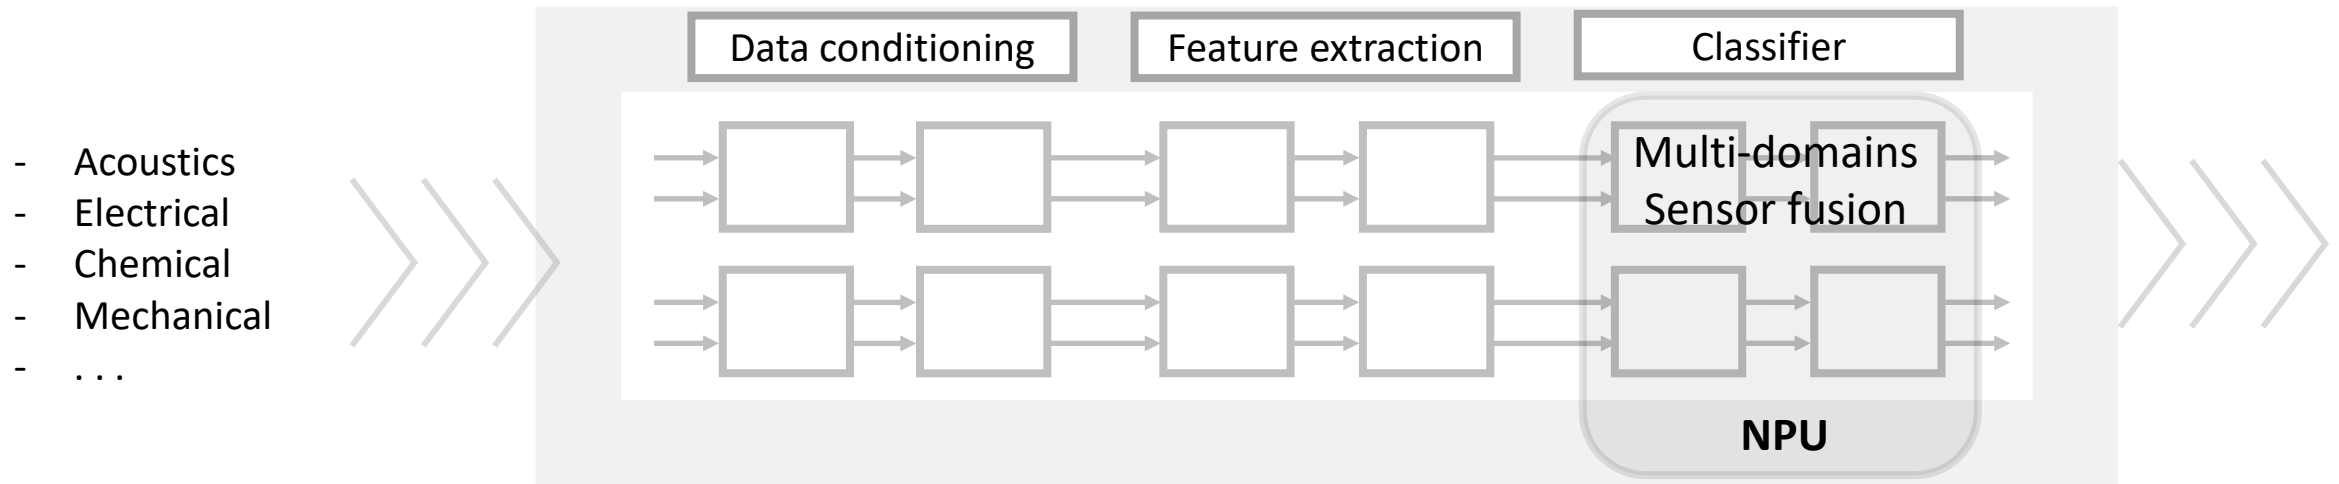 Data conditioning
Feature extraction
Classifier
- Acoustics
- Electrical
- Chemical
- Mechanical
- . . .
Multi-domains
Sensor fusion
NPU